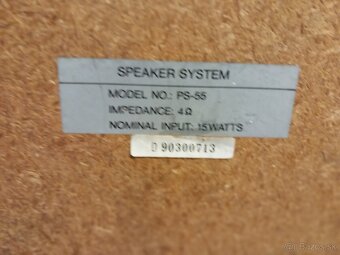 SPEAKER SYSTEM
MODEL NO.: PS-55
IMPEDANCE: 4Ω
NOMINAL INPUT: 15WATTS
D 90300713